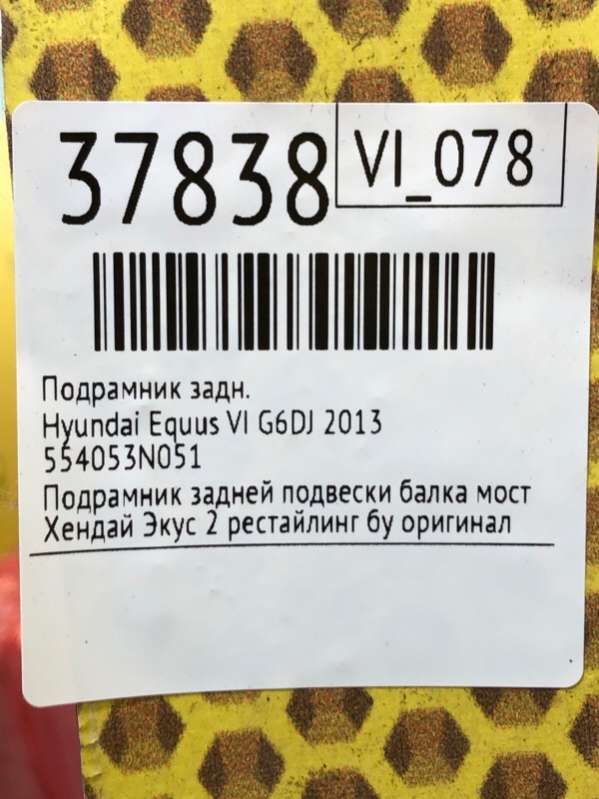 37838
VI_078
Подрамник задн.
Hyundai Equus VI G6DJ 2013
554053N051
Подрамник задней подвески балка мост
Хендай Экус 2 рестайлинг бу оригинал